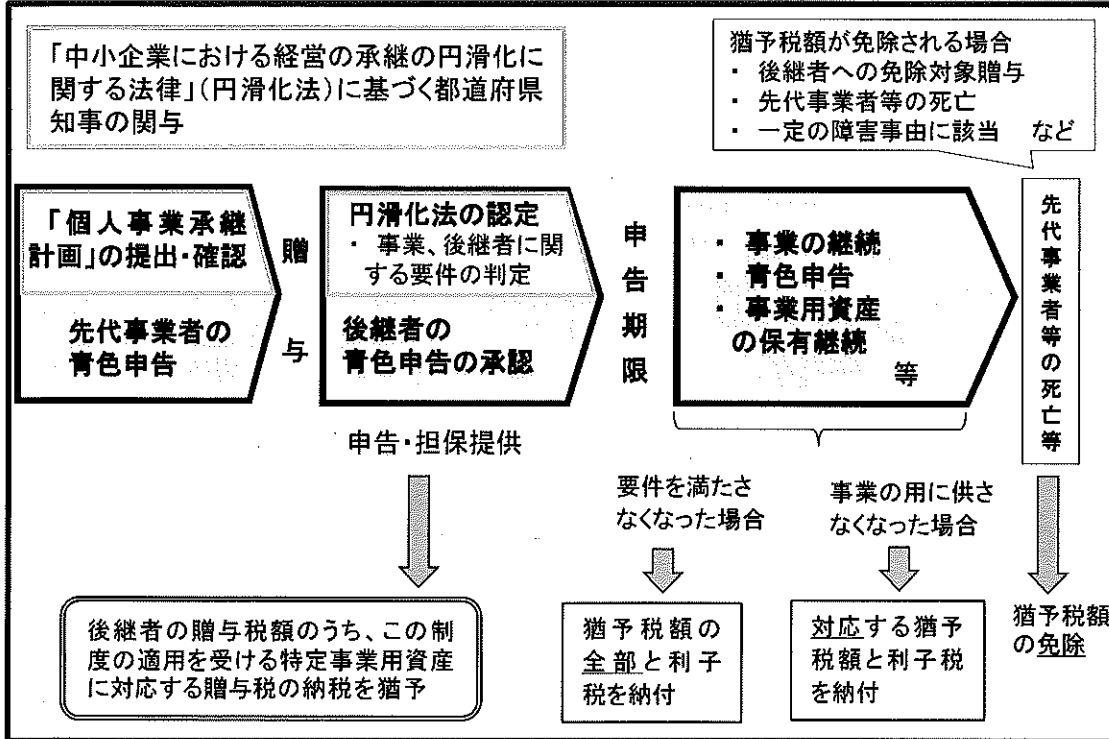 「中小企業における経営の承継の円滑化に
関する法律」(円滑化法)に基づく都道府県
知事の関与
猶予税額が免除される場合
・ 後継者への免除対象贈与
・ 先代事業者等の死亡
・ 一定の障害事由に該当 など
「個人事業承継
計画」の提出・確認
先代事業者の
青色申告
贈与
円滑化法の認定
・ 事業、後継者に関
する要件の判定
後継者の
青色申告の承認
申告期限
・ 事業の継続
・ 青色申告
・ 事業用資産
の保有継続
等
先代事業者等の死亡等
申告・担保提供
要件を満たさ
なくなった場合
事業の用に供さ
なくなった場合
後継者の贈与税額のうち、この制
度の適用を受ける特定事業用資産
に対応する贈与税の納税を猶予
猶予税額の
全部と利子
税を納付
対応する猶予
税額と利子税
を納付
猶予税額
の免除